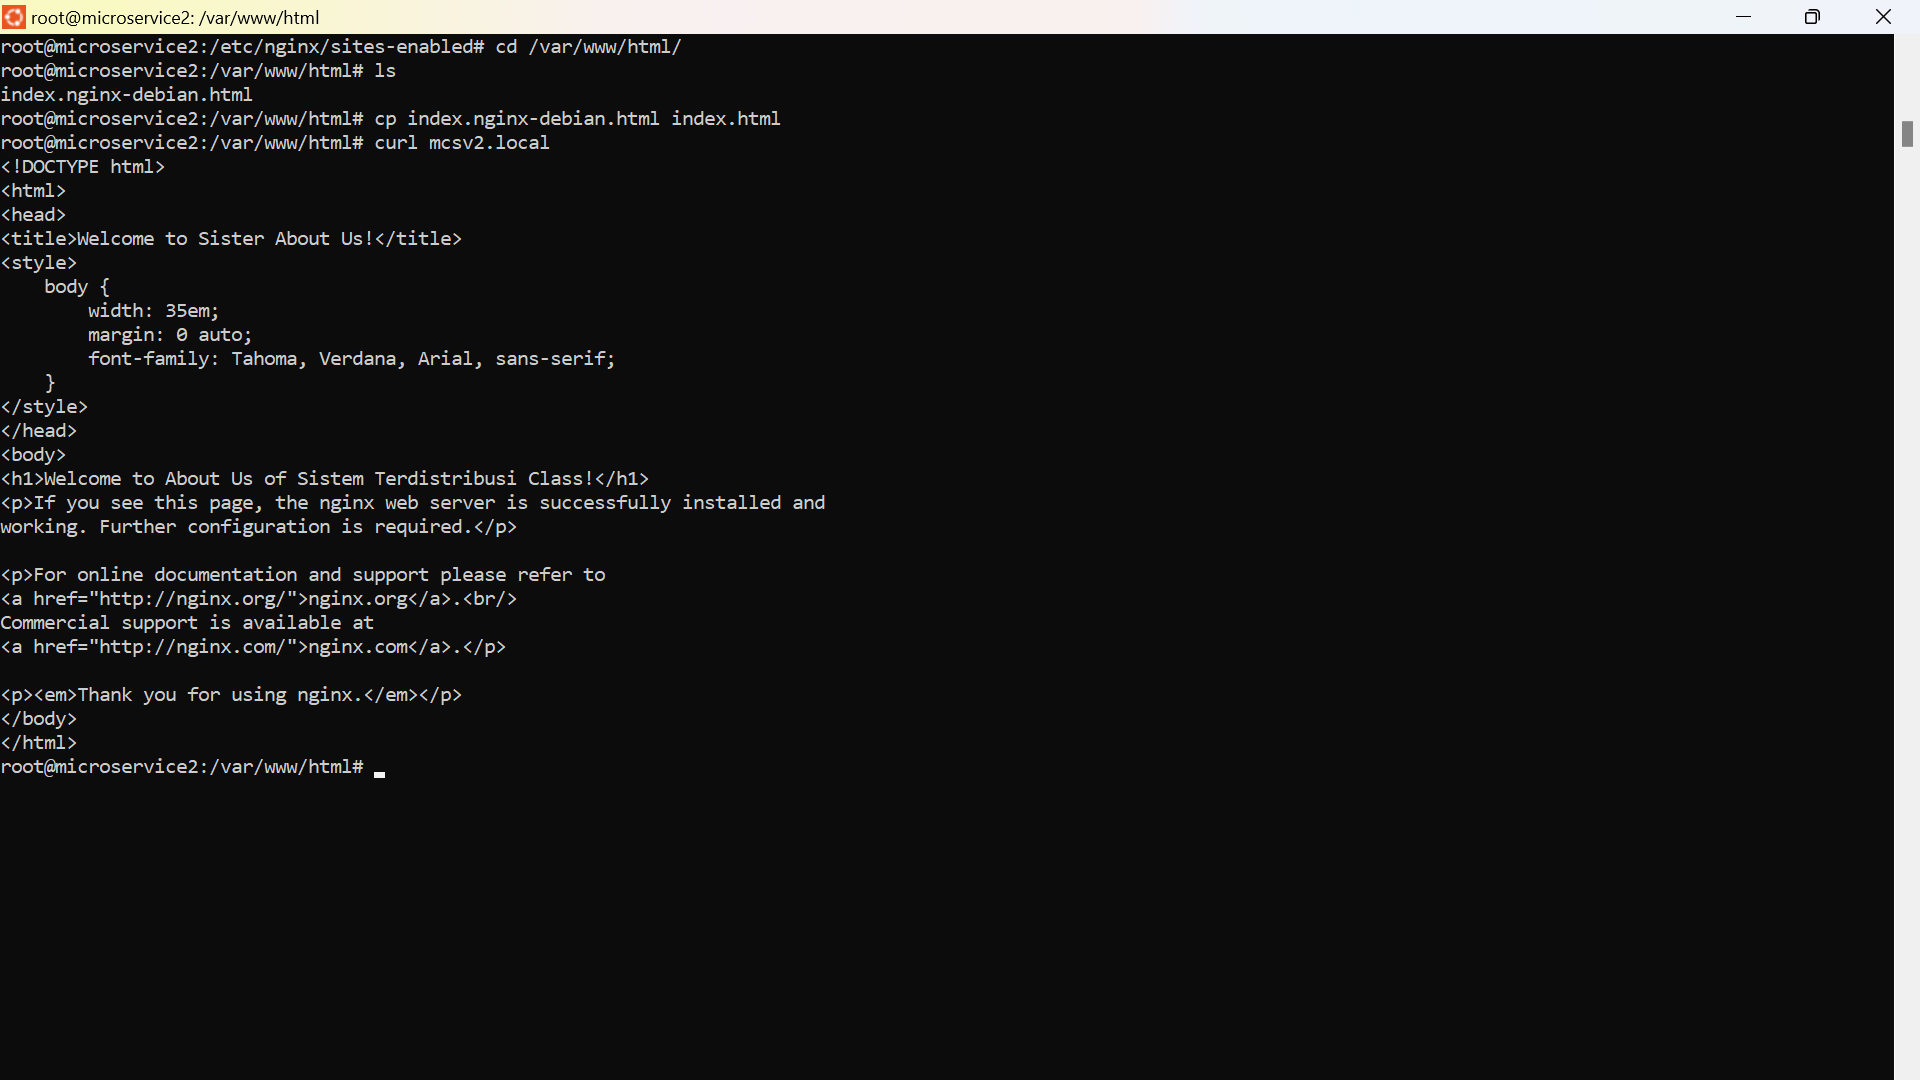 root@microservice2: /var/www/html
root@microservice2:/etc/nginx/sites-enabled# cd /var/www/html/
root@microservice2:/var/www/html# ls
index.nginx-debian.html
root@microservice2:/var/www/html# cp index.nginx-debian.html index.html
root@microservice2:/var/www/html# curl mcsv2.local
<!DOCTYPE html>
<html>
<head>
<title>Welcome to Sister About Us!</title>
<style>
    body {
        width: 35em;
        margin: 0 auto;
        font-family: Tahoma, Verdana, Arial, sans-serif;
    }
</style>
</head>
<body>
<h1>Welcome to About Us of Sistem Terdistribusi Class!</h1>
<p>If you see this page, the nginx web server is successfully installed and
working. Further configuration is required.</p>

<p>For online documentation and support please refer to
<a href="http://nginx.org/">nginx.org</a>.<br/>
Commercial support is available at
<a href="http://nginx.com/">nginx.com</a>.</p>

<p><em>Thank you for using nginx.</em></p>
</body>
</html>
root@microservice2:/var/www/html#